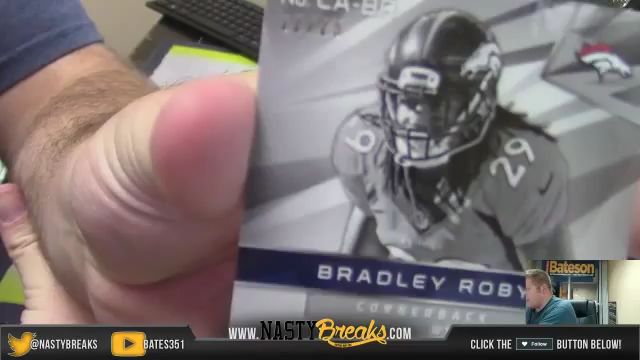 No. CA-BR
29
BRADLEY ROBY
CORNERBACK
Bateson
@NASTYBREAKS
BATES351
WWW.NASTYBreaks.COM
CLICK THE Follow BUTTON BELOW!